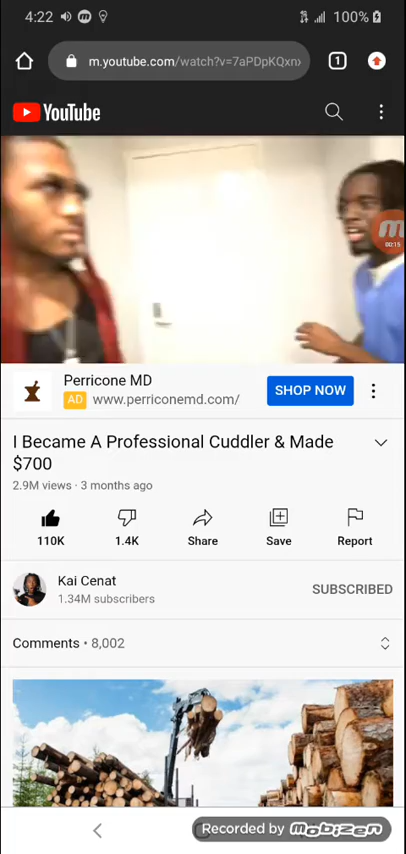 4:22
100%
m.youtube.com/watch?v=7aPDpKQxn
1
YouTube
00:15
Perricone MD
AD www.perriconemd.com/
SHOP NOW
I Became A Professional Cuddler & Made
$700
2.9M views · 3 months ago
110K
1.4K
Share
Save
Report
Kai Cenat
1.34M subscribers
SUBSCRIBED
Comments • 8,002
Recorded by mobizen